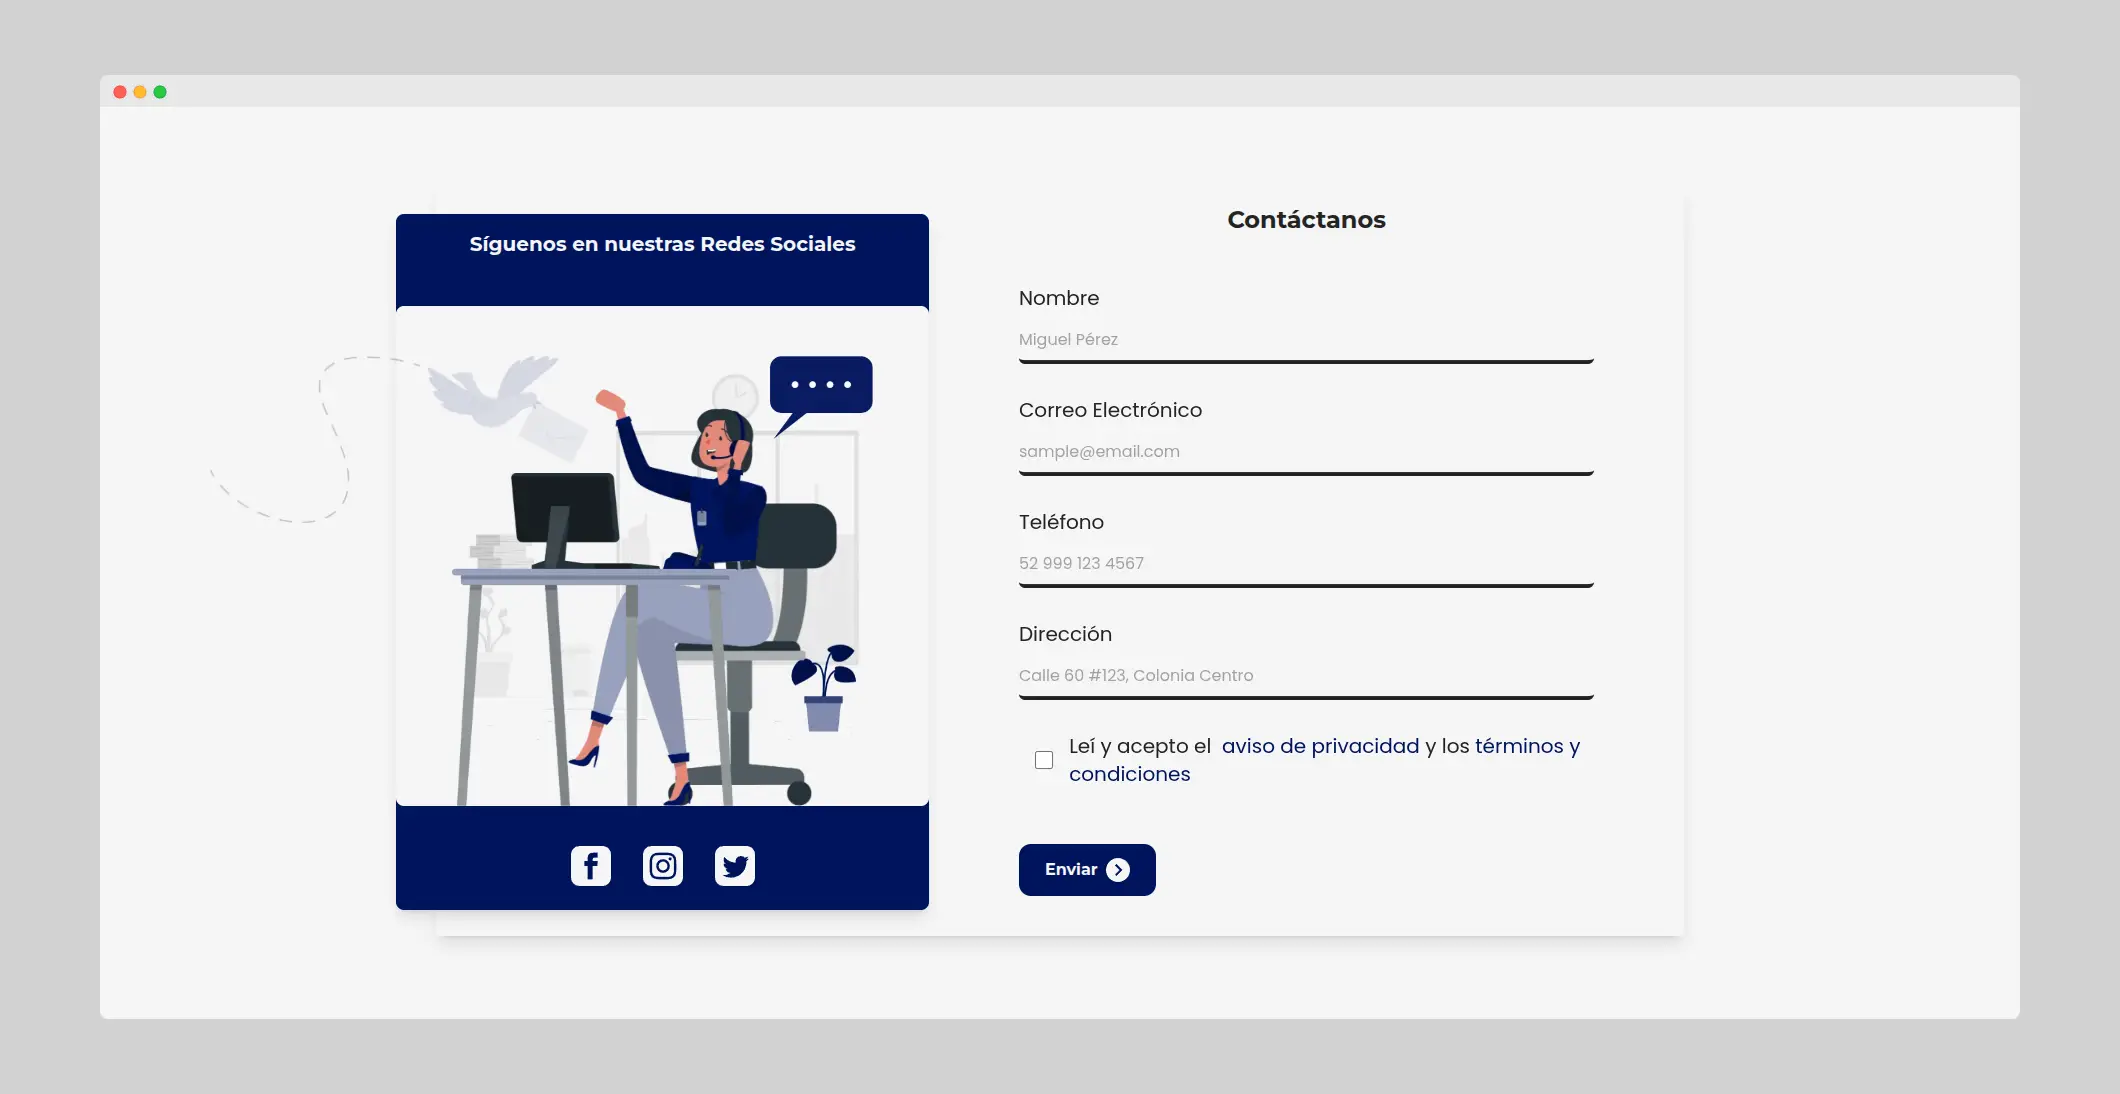 Síguenos en nuestras Redes Sociales
Contáctanos
Nombre
Miguel Pérez
Correo Electrónico
sample@email.com
Teléfono
52 999 123 4567
Dirección
Calle 60 #123, Colonia Centro
Leí y acepto el aviso de privacidad y los términos y
condiciones
Enviar